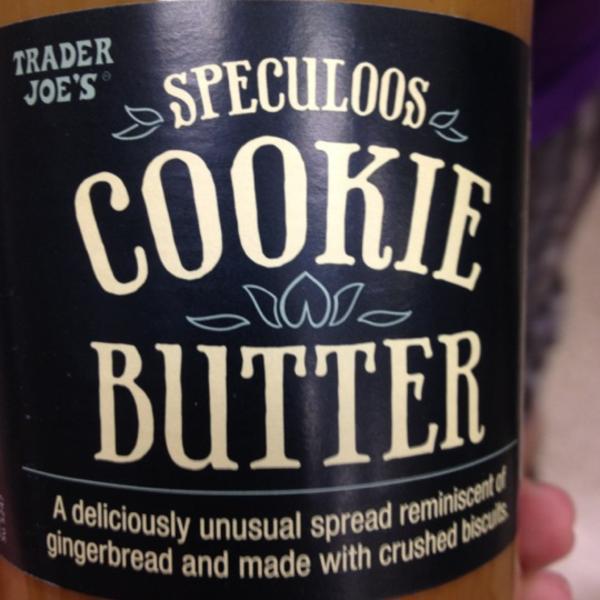 TRADER
JOE'S
SPECULOOS
COOKIE
BUTTER
A deliciously unusual spread reminiscent of
gingerbread and made with crushed biscuits.